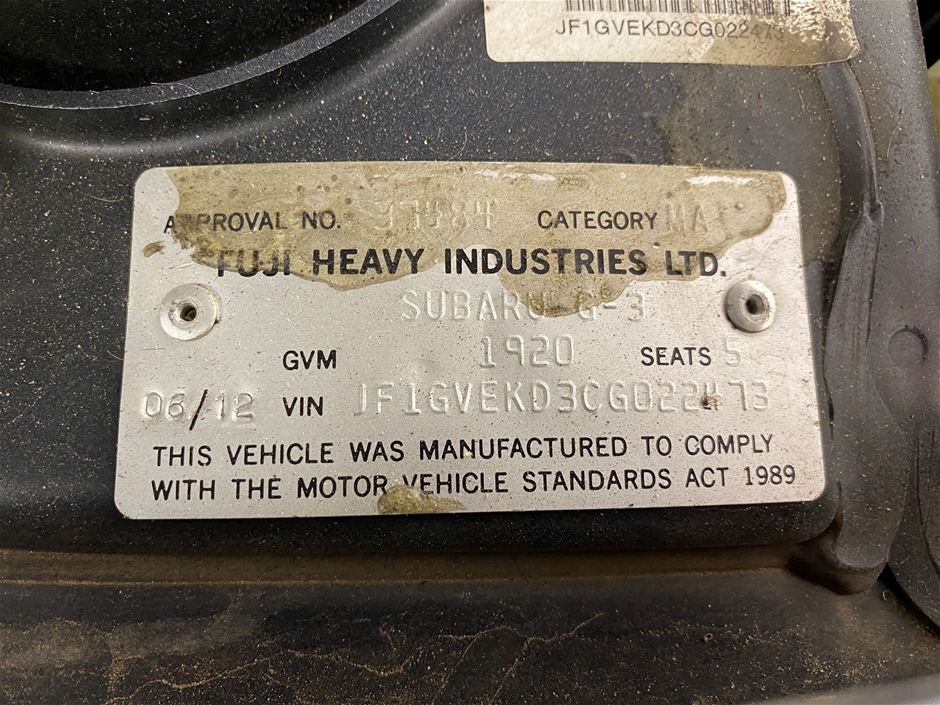 JF1GVEKD3CG022473
APPROVAL NO. CATEGORY MA
FUJI HEAVY INDUSTRIES LTD.
SUBARU G-3
GVM 1920 SEATS 5
06/12 VIN JF1GVEKD3CG022473
THIS VEHICLE WAS MANUFACTURED TO COMPLY
WITH THE MOTOR VEHICLE STANDARDS ACT 1989